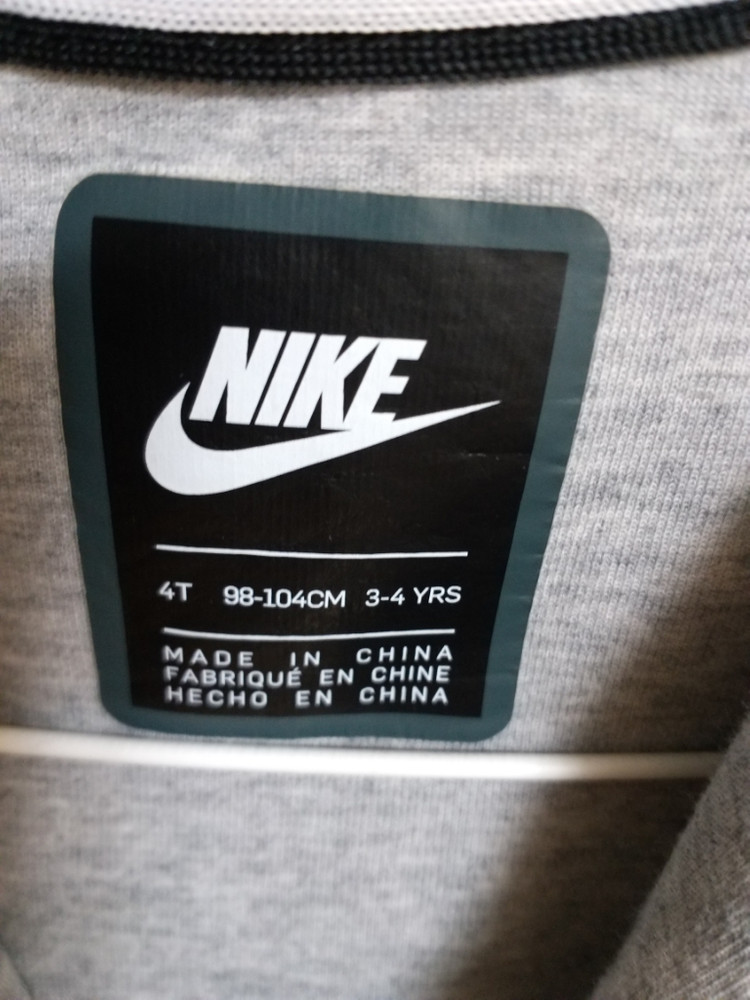 NIKE
4T 98-104CM 3-4 YRS
MADE IN CHINA
FABRIQUÉ EN CHINE
HECHO EN CHINA